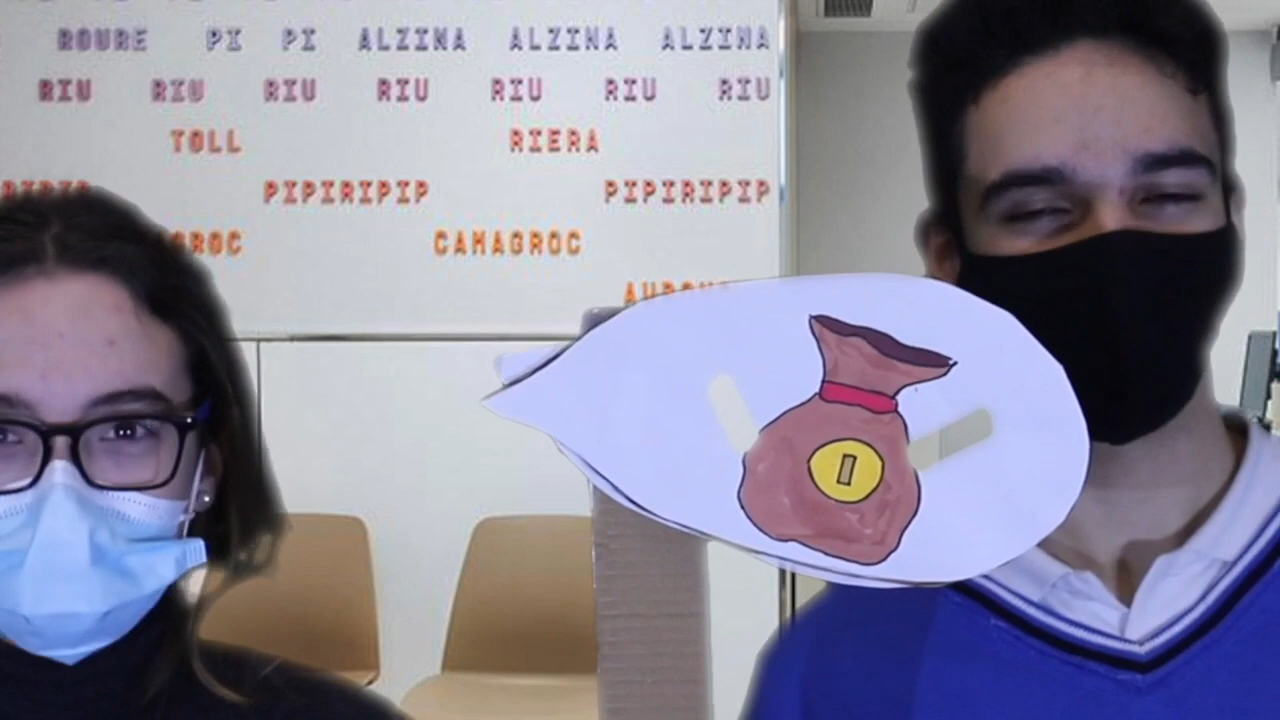 ROURE PI PI ALZINA ALZINA ALZINA
RIU RIU RIU RIU RIU RIU RIU
TOLL RIERA
PIPIRIPIP PIPIRIPIP
CAMAGROC